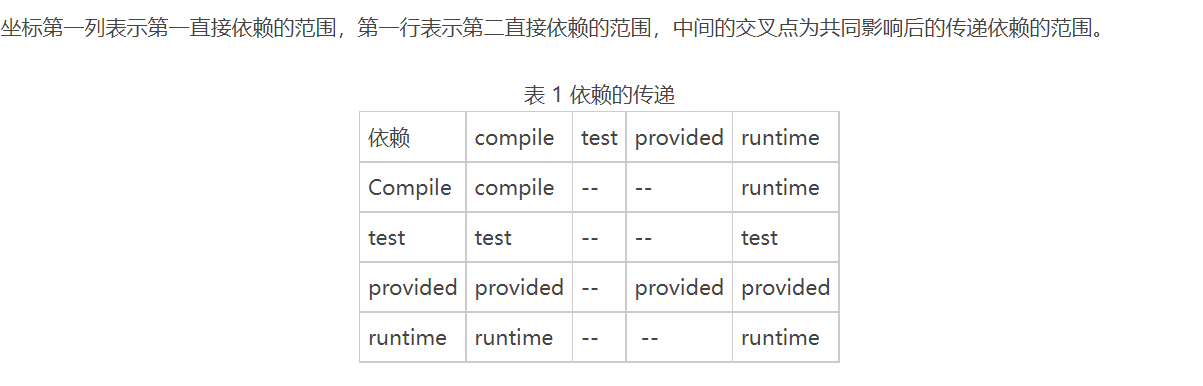 坐标第一列表示第一直接依赖的范围，第一行表示第二直接依赖的范围，中间的交叉点为共同影响后的传递依赖的范围。
表 1 依赖的传递
依赖 compile test provided runtime
Compile compile -- -- runtime
test test -- -- test
provided provided -- provided provided
runtime runtime -- -- runtime